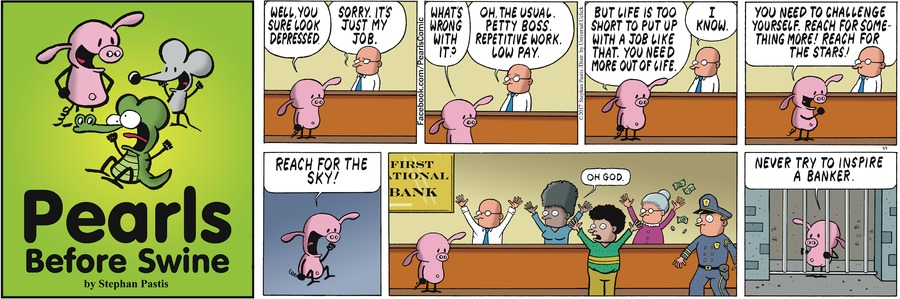 Pearls
Before Swine
by Stephan Pastis
WELL, YOU
SURE LOOK
DEPRESSED.
SORRY. IT'S
JUST MY
JOB.
Facebook.com/PearlsComic
WHAT'S
WRONG
WITH
IT?
OH, THE USUAL.
PETTY BOSS.
REPETITIVE WORK.
LOW PAY.
BUT LIFE IS TOO
SHORT TO PUT UP
WITH A JOB LIKE
THAT. YOU NEED
MORE OUT OF LIFE.
I
KNOW.
YOU NEED TO CHALLENGE
YOURSELF. REACH FOR SOME-
THING MORE! REACH FOR
THE STARS!
REACH FOR THE
SKY!
FIRST
ATIONAL
BANK
OH GOD.
NEVER TRY TO INSPIRE
A BANKER.